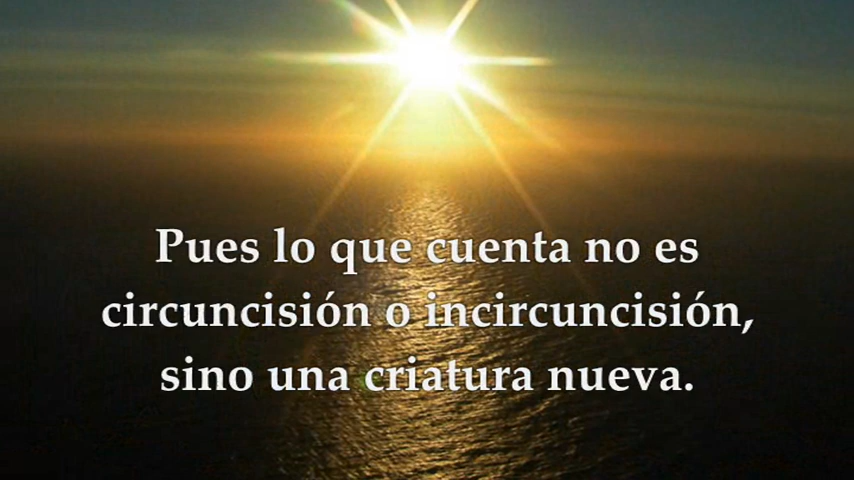 Pues lo que cuenta no es
circuncisión o incircuncisión,
sino una criatura nueva.